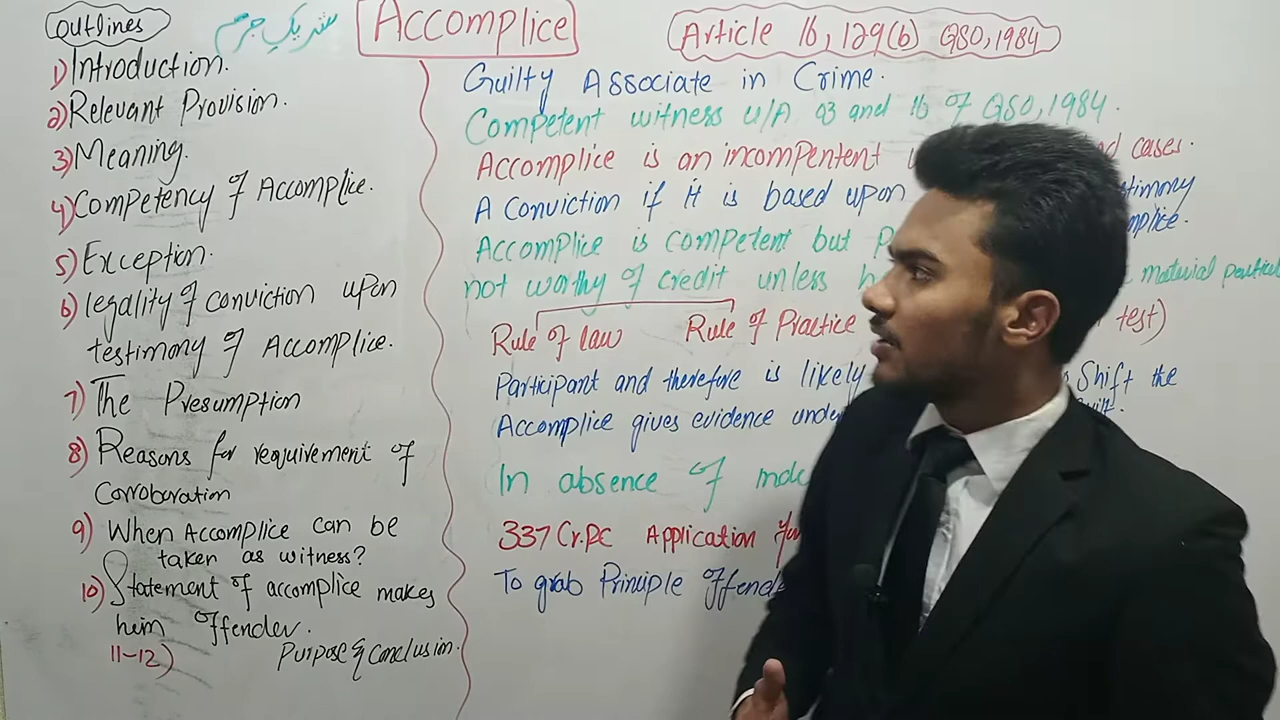 Outlines
شریکِ جرم
Accomplice
Article 16, 129(b) QSO, 1984
1) Introduction.
2) Relevant Provision.
3) Meaning.
4) Competency of Accomplice.
5) Exception.
6) legality of conviction upon
testimony of Accomplice.
7) The Presumption
8) Reasons for requirement of
Corroboration
9) When Accomplice can be
taken as witness?
10) Statement of accomplice makes
him offender.
11-12) Purpose & Conclusion.
Guilty Associate in Crime.
Competent witness u/A 03 and 16 of QSO, 1984.
Accomplice is an incompentent cases.
A Conviction if it is based upon
Accomplice is competent but
not worthy of credit unless material
Rule of law Rule of Practice test)
Participant and therefore is likely Shift the
Accomplice gives evidence under
In absence of
337 Cr.PC Application
To grab Principle offende